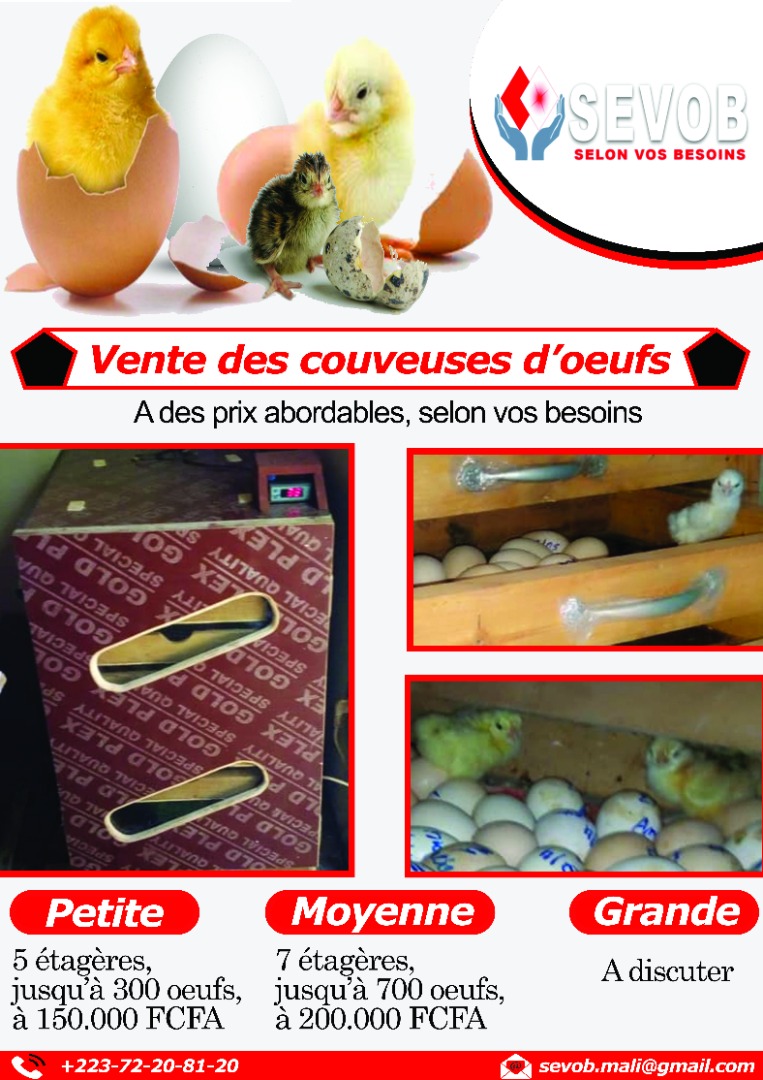 SEVOB
SELON VOS BESOINS
Vente des couveuses d'oeufs
A des prix abordables, selon vos besoins
GOLD PLEX
SPECIAL QUALITY
Petite
5 étagères,
jusqu'à 300 oeufs,
à 150.000 FCFA
Moyenne
7 étagères,
jusqu'à 700 oeufs,
à 200.000 FCFA
Grande
A discuter
+223-72-20-81-20
sevob.mali@gmail.com